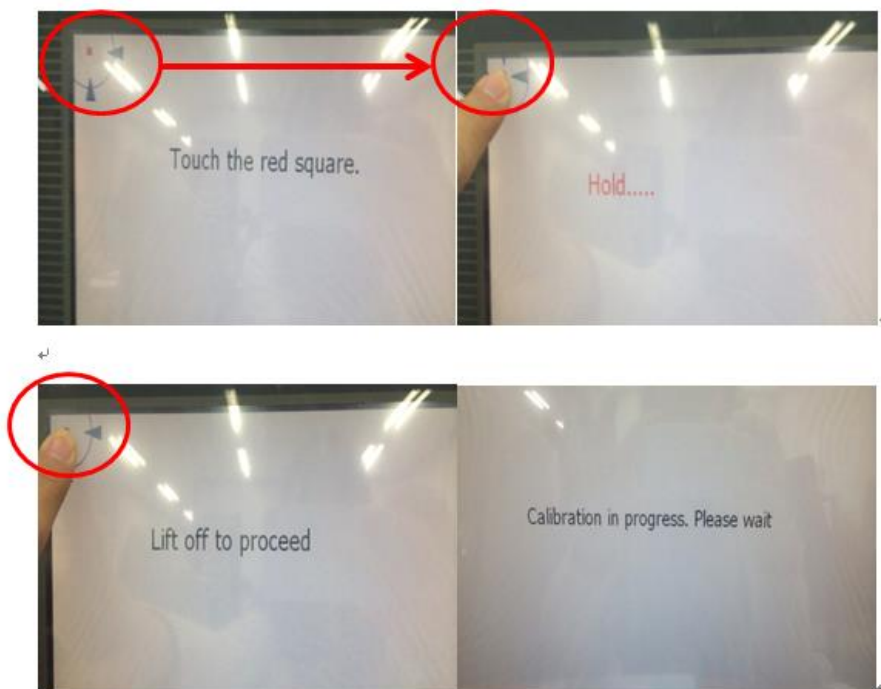 Touch the red square.
Hold.....
Lift off to proceed
Calibration in progress. Please wait